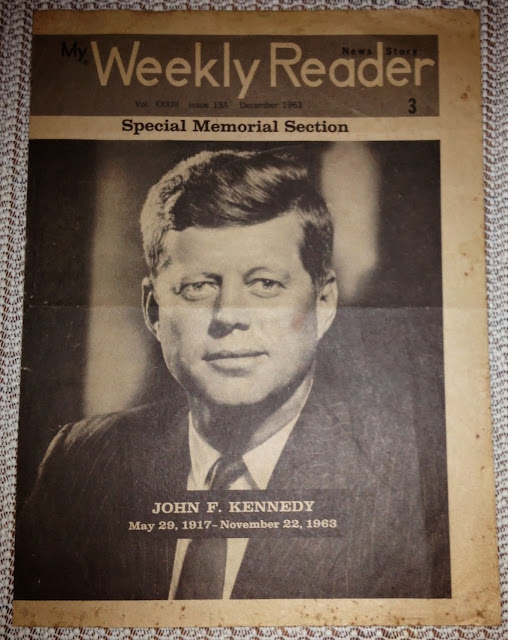 My Weekly Reader
News Story
Vol. XXXIII Issue 13A December 1963
3
Special Memorial Section
JOHN F. KENNEDY
May 29, 1917–November 22, 1963